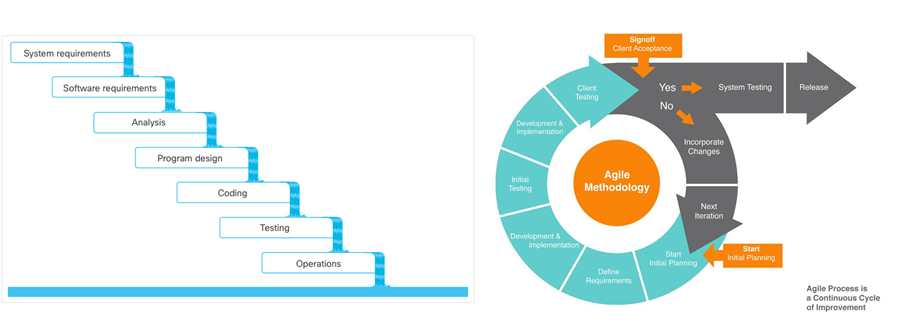 System requirements
Software requirements
Analysis
Program design
Coding
Testing
Operations
Signoff
Client Acceptance
Client
Testing
Yes
System Testing
Release
No
Development &
Implementation
Incorporate
Changes
Agile
Methodology
Initial
Testing
Next
Iteration
Development &
Implementation
Start
Initial Planning
Start
Initial Planning
Define
Requirements
Agile Process is
a Continuous Cycle
of Improvement